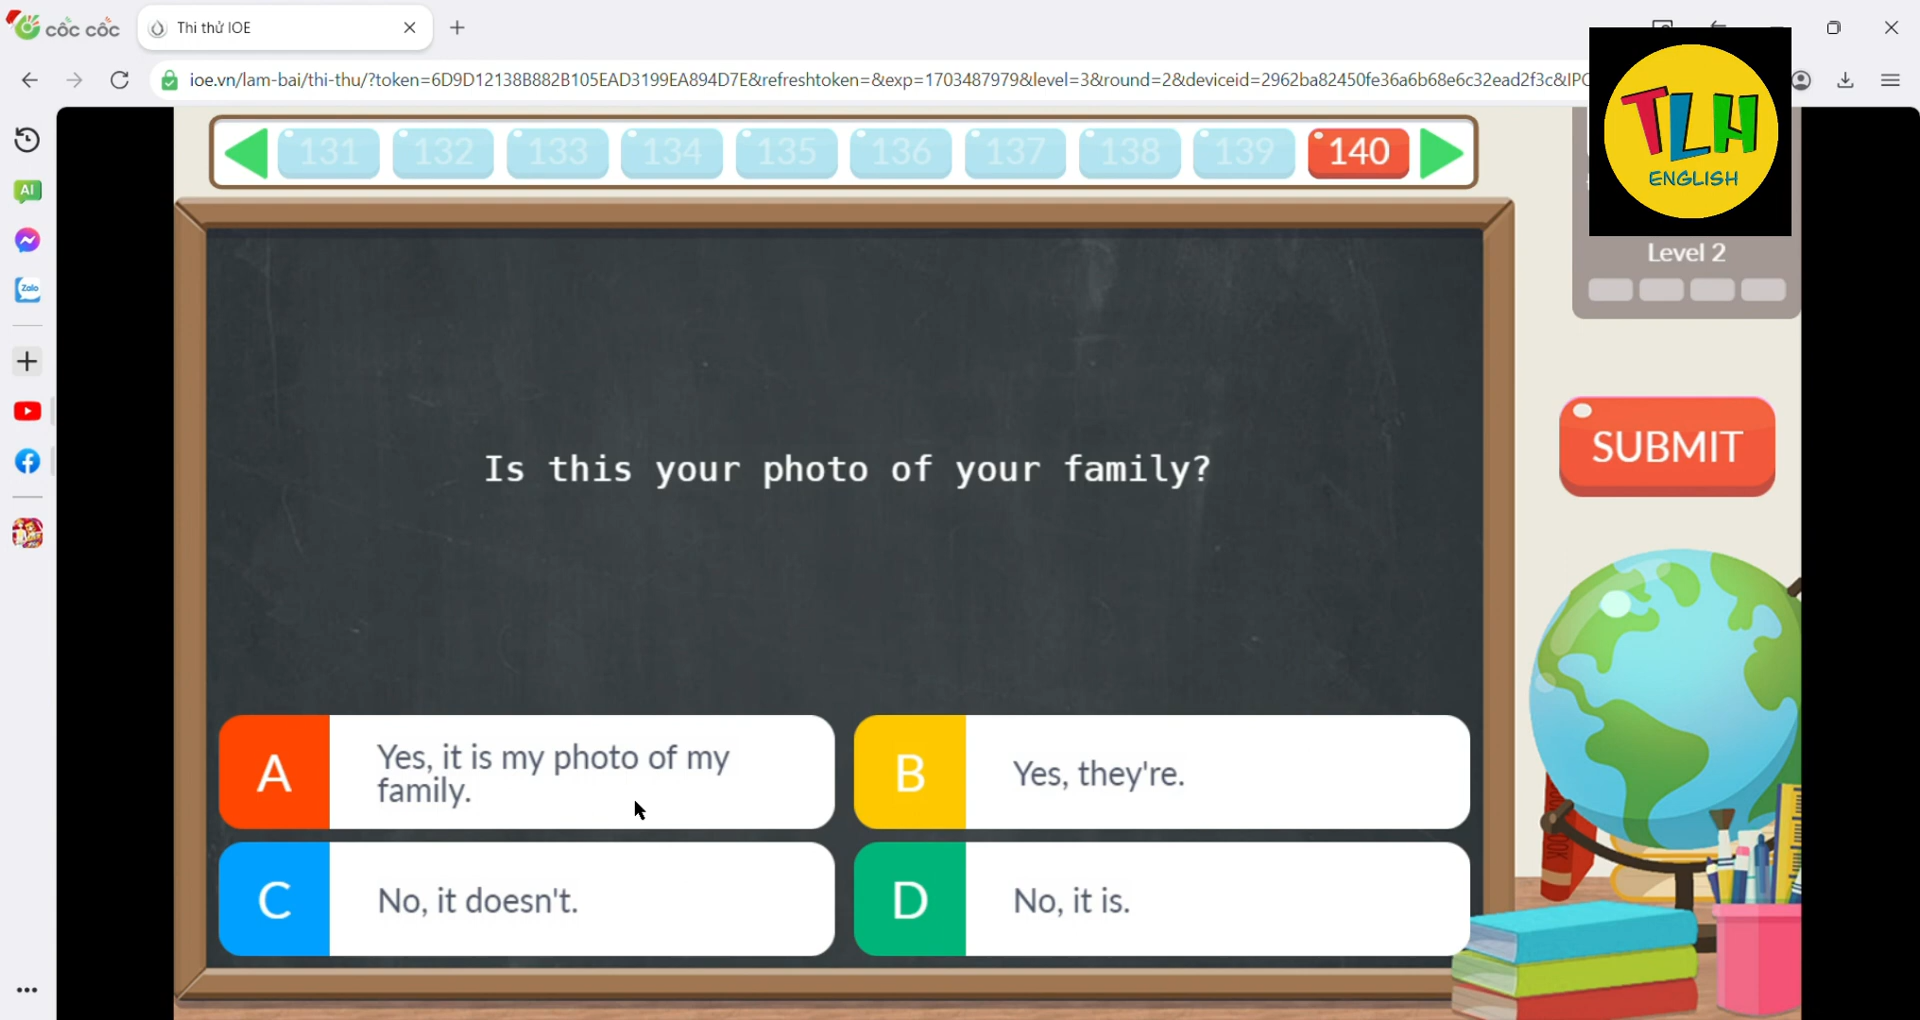 cốc cốc
Thi thử IOE
ioe.vn/lam-bai/thi-thu/?token=6D9D12138B882B105EAD3199EA894D7E&refreshtoken=&exp=1703487979&level=3&round=2&deviceid=2962ba82450fe36a6b68e6c32ead2f3c&IPC
131 132 133 134 135 136 137 138 139 140
TLH
ENGLISH
AI
Zalo
Level 2
Is this your photo of your family?
SUBMIT
A Yes, it is my photo of my
family.
B Yes, they're.
C No, it doesn't.
D No, it is.